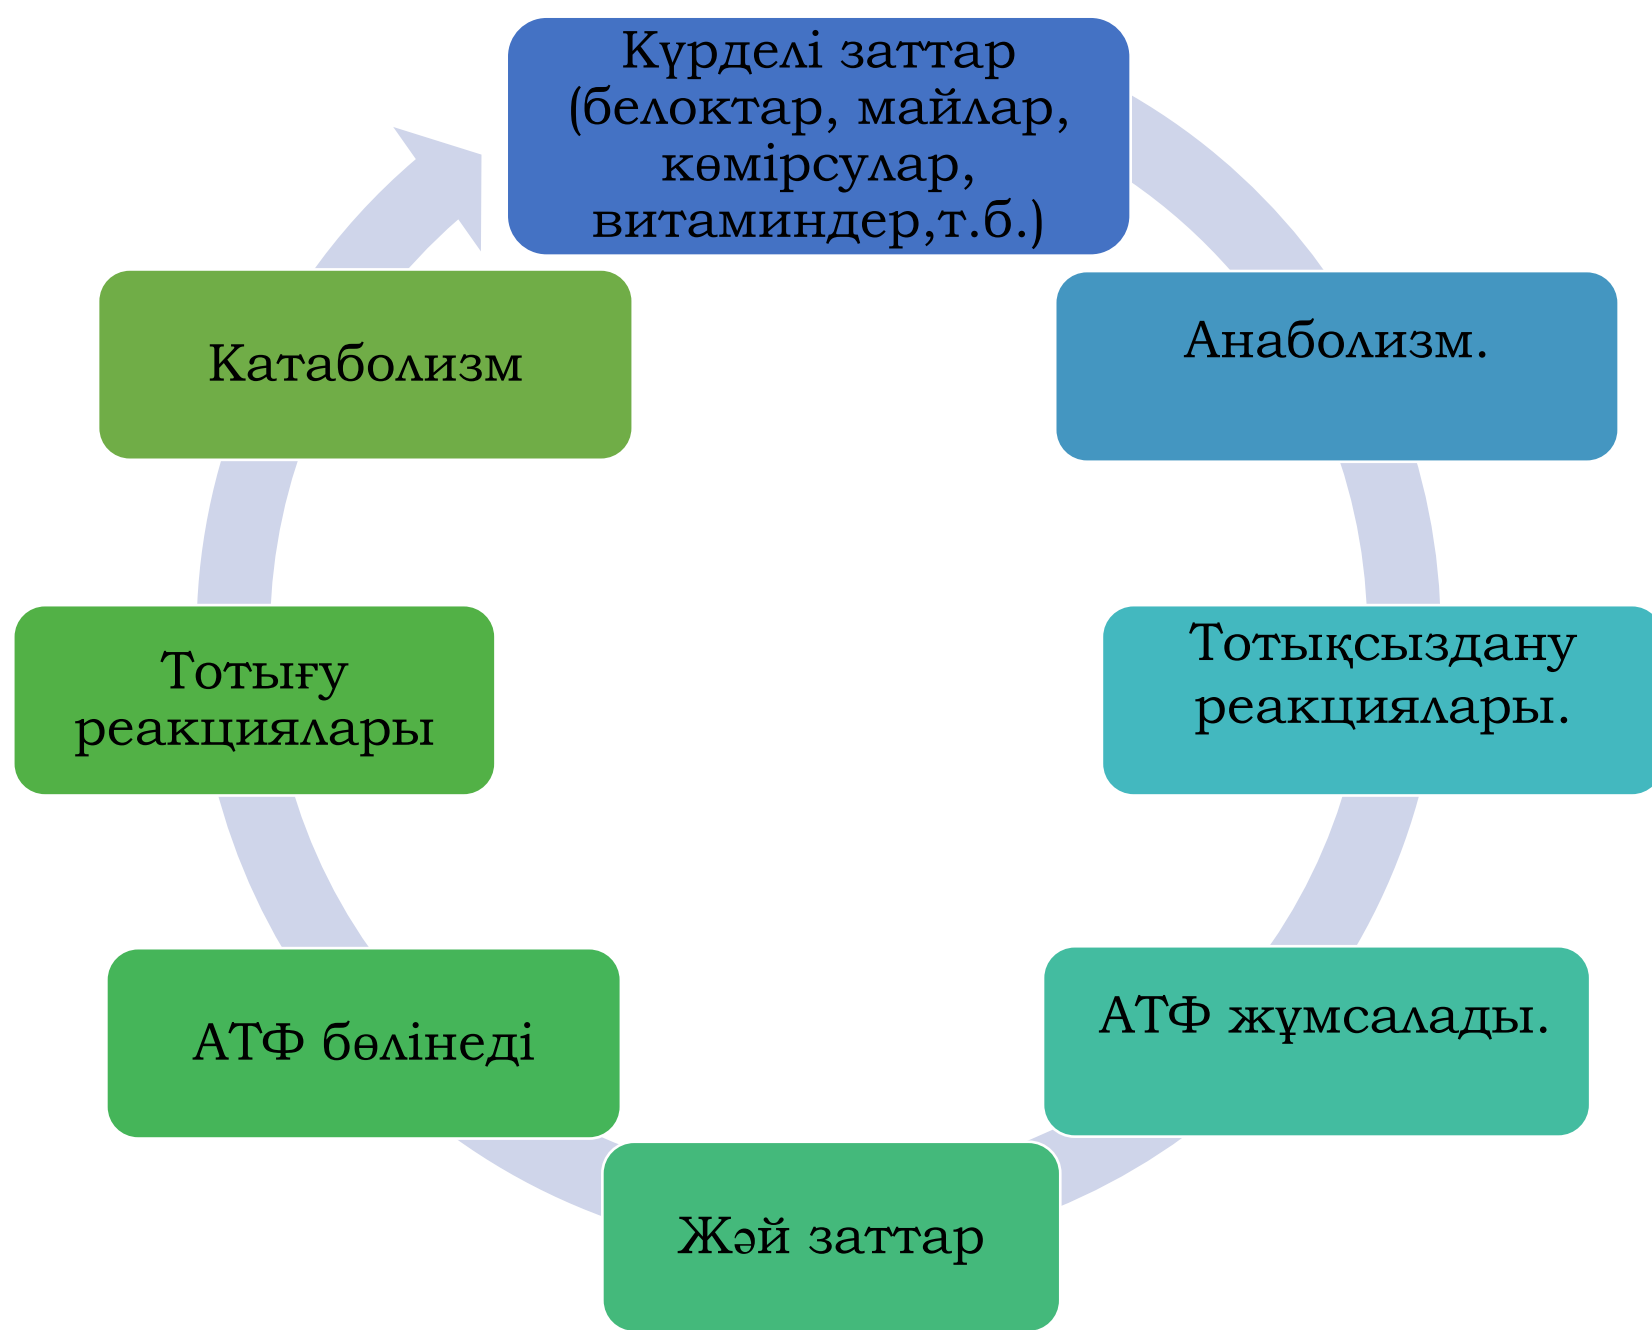 Күрделі заттар
(белоктар, майлар,
көмірсулар,
витаминдер,т.б.)
Анаболизм.
Тотықсыздану
реакциялары.
АТФ жұмсалады.
Жәй заттар
АТФ бөлінеді
Тотығу
реакциялары
Катаболизм